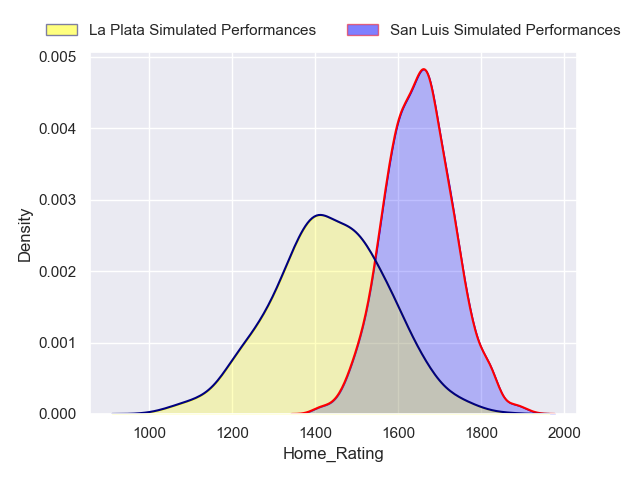 La Plata Simulated Performances San Luis Simulated Performances
0.005
0.004
0.003
0.002
0.001
0.000
Density
1000 1200 1400 1600 1800 2000
Home_Rating